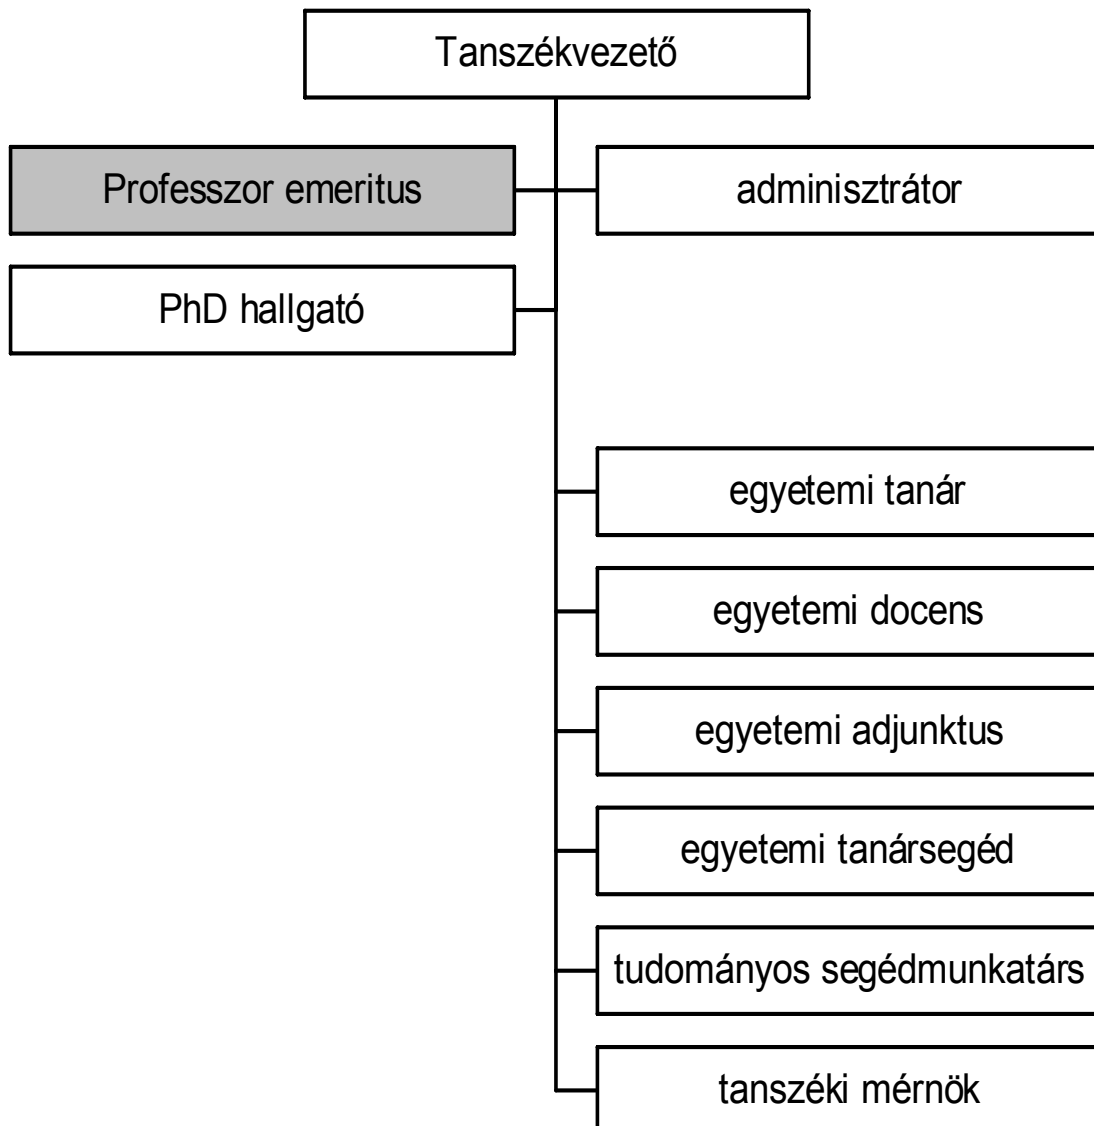 Tanszékvezető
Professzor emeritus
adminisztrátor
PhD hallgató
egyetemi tanár
egyetemi docens
egyetemi adjunktus
egyetemi tanársegéd
tudományos segédmunkatárs
tanszéki mérnök